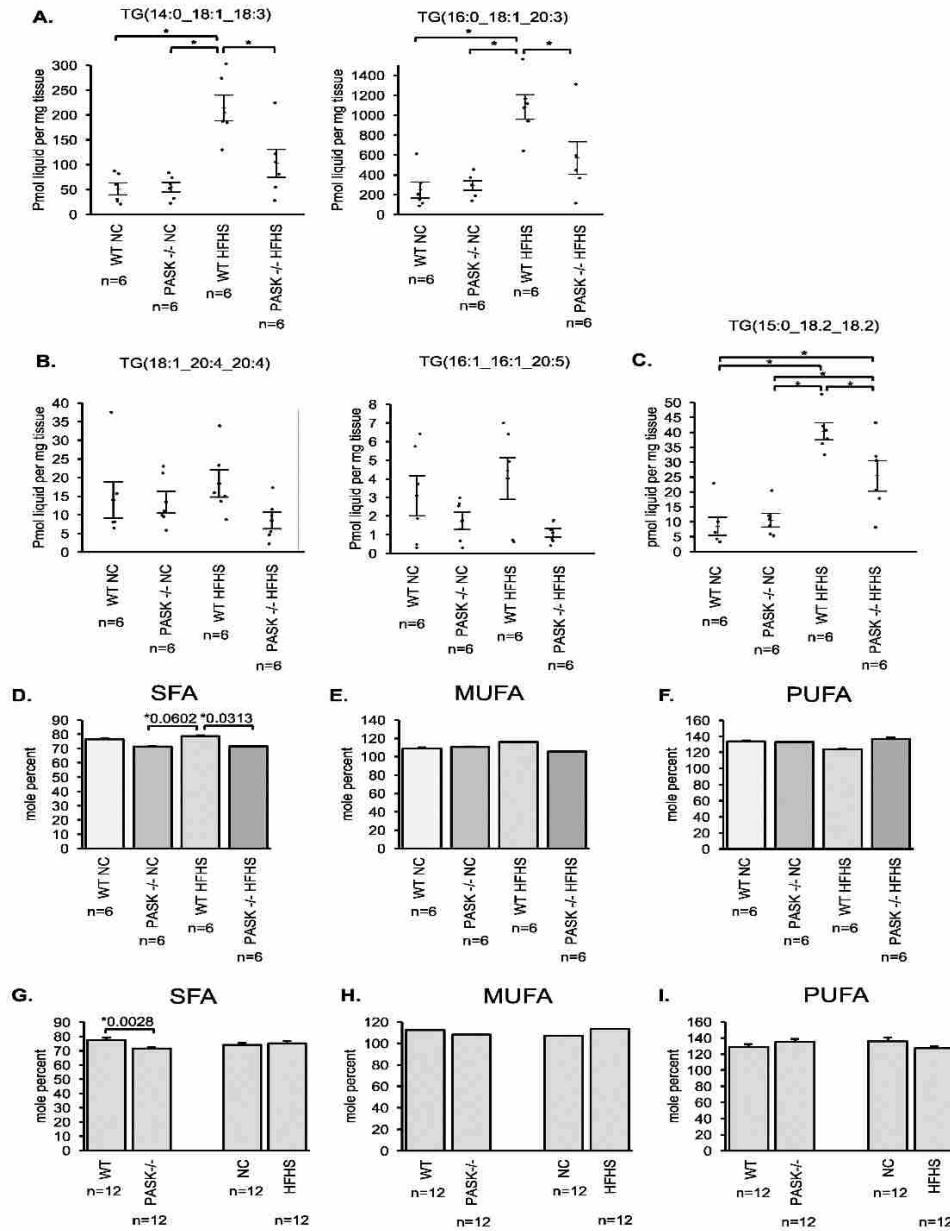 A.
TG(14:0_18:1_18:3)
*
*
*
Pmol liquid per mg tissue
300
250
200
150
100
50
0
WT NC
n=6
PASK -/- NC
n=6
WT HFHS
n=6
PASK -/- HFHS
n=6
TG(16:0_18:1_20:3)
*
*
*
Pmol liquid per mg tissue
1400
1200
1000
800
600
400
200
0
WT NC
n=6
PASK -/- NC
n=6
WT HFHS
n=6
PASK -/- HFHS
n=6
B.
TG(18:1_20:4_20:4)
Pmol liquid per mg tissue
40
35
30
25
20
15
10
5
0
WT NC
n=6
PASK -/- NC
n=6
WT HFHS
n=6
PASK -/- HFHS
n=6
TG(16:1_16:1_20:5)
Pmol liquid per mg tissue
8
7
6
5
4
3
2
1
0
WT NC
n=6
PASK -/- NC
n=6
WT HFHS
n=6
PASK -/- HFHS
n=6
C.
TG(15:0_18.2_18.2)
*
*
*
*
*
pmol liquid per mg tissue
50
45
40
35
30
25
20
15
10
5
0
WT NC
n=6
PASK -/- NC
n=6
WT HFHS
n=6
PASK -/- HFHS
n=6
D.
SFA
*0.0602 *0.0313
mole percent
90
80
70
60
50
40
30
20
10
0
WT NC
n=6
PASK -/- NC
n=6
WT HFHS
n=6
PASK -/- HFHS
n=6
E.
MUFA
mole percent
140
120
100
80
60
40
20
0
WT NC
n=6
PASK -/- NC
n=6
WT HFHS
n=6
PASK -/- HFHS
n=6
F.
PUFA
mole percent
160
140
120
100
80
60
40
20
0
WT NC
n=6
PASK -/- NC
n=6
WT HFHS
n=6
PASK -/- HFHS
n=6
G.
SFA
*0.0028
mole percent
90
80
70
60
50
40
30
20
10
0
WT
n=12
PASK-/-
n=12
NC
n=12
HFHS
n=12
H.
MUFA
mole percent
120
100
80
60
40
20
0
WT
n=12
PASK-/-
n=12
NC
n=12
HFHS
n=12
I.
PUFA
mole percent
160
140
120
100
80
60
40
20
0
WT
n=12
PASK-/-
n=12
NC
n=12
HFHS
n=12